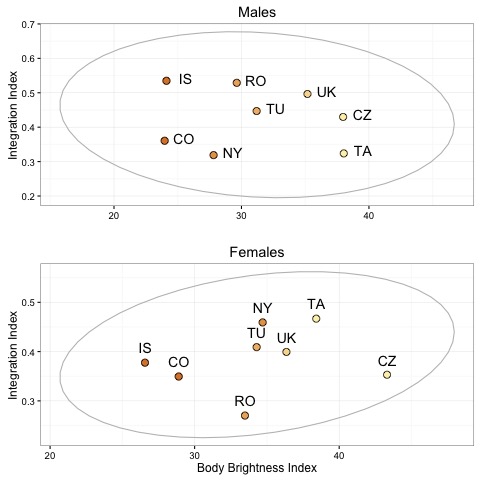 Males
Integration Index
0.7
0.6
0.5
0.4
0.3
0.2
IS
RO
UK
TU
CZ
CO
NY
TA
20
30
40
Females
Integration Index
0.5
0.4
0.3
TA
NY
TU
UK
IS
CO
CZ
RO
20
30
40
Body Brightness Index